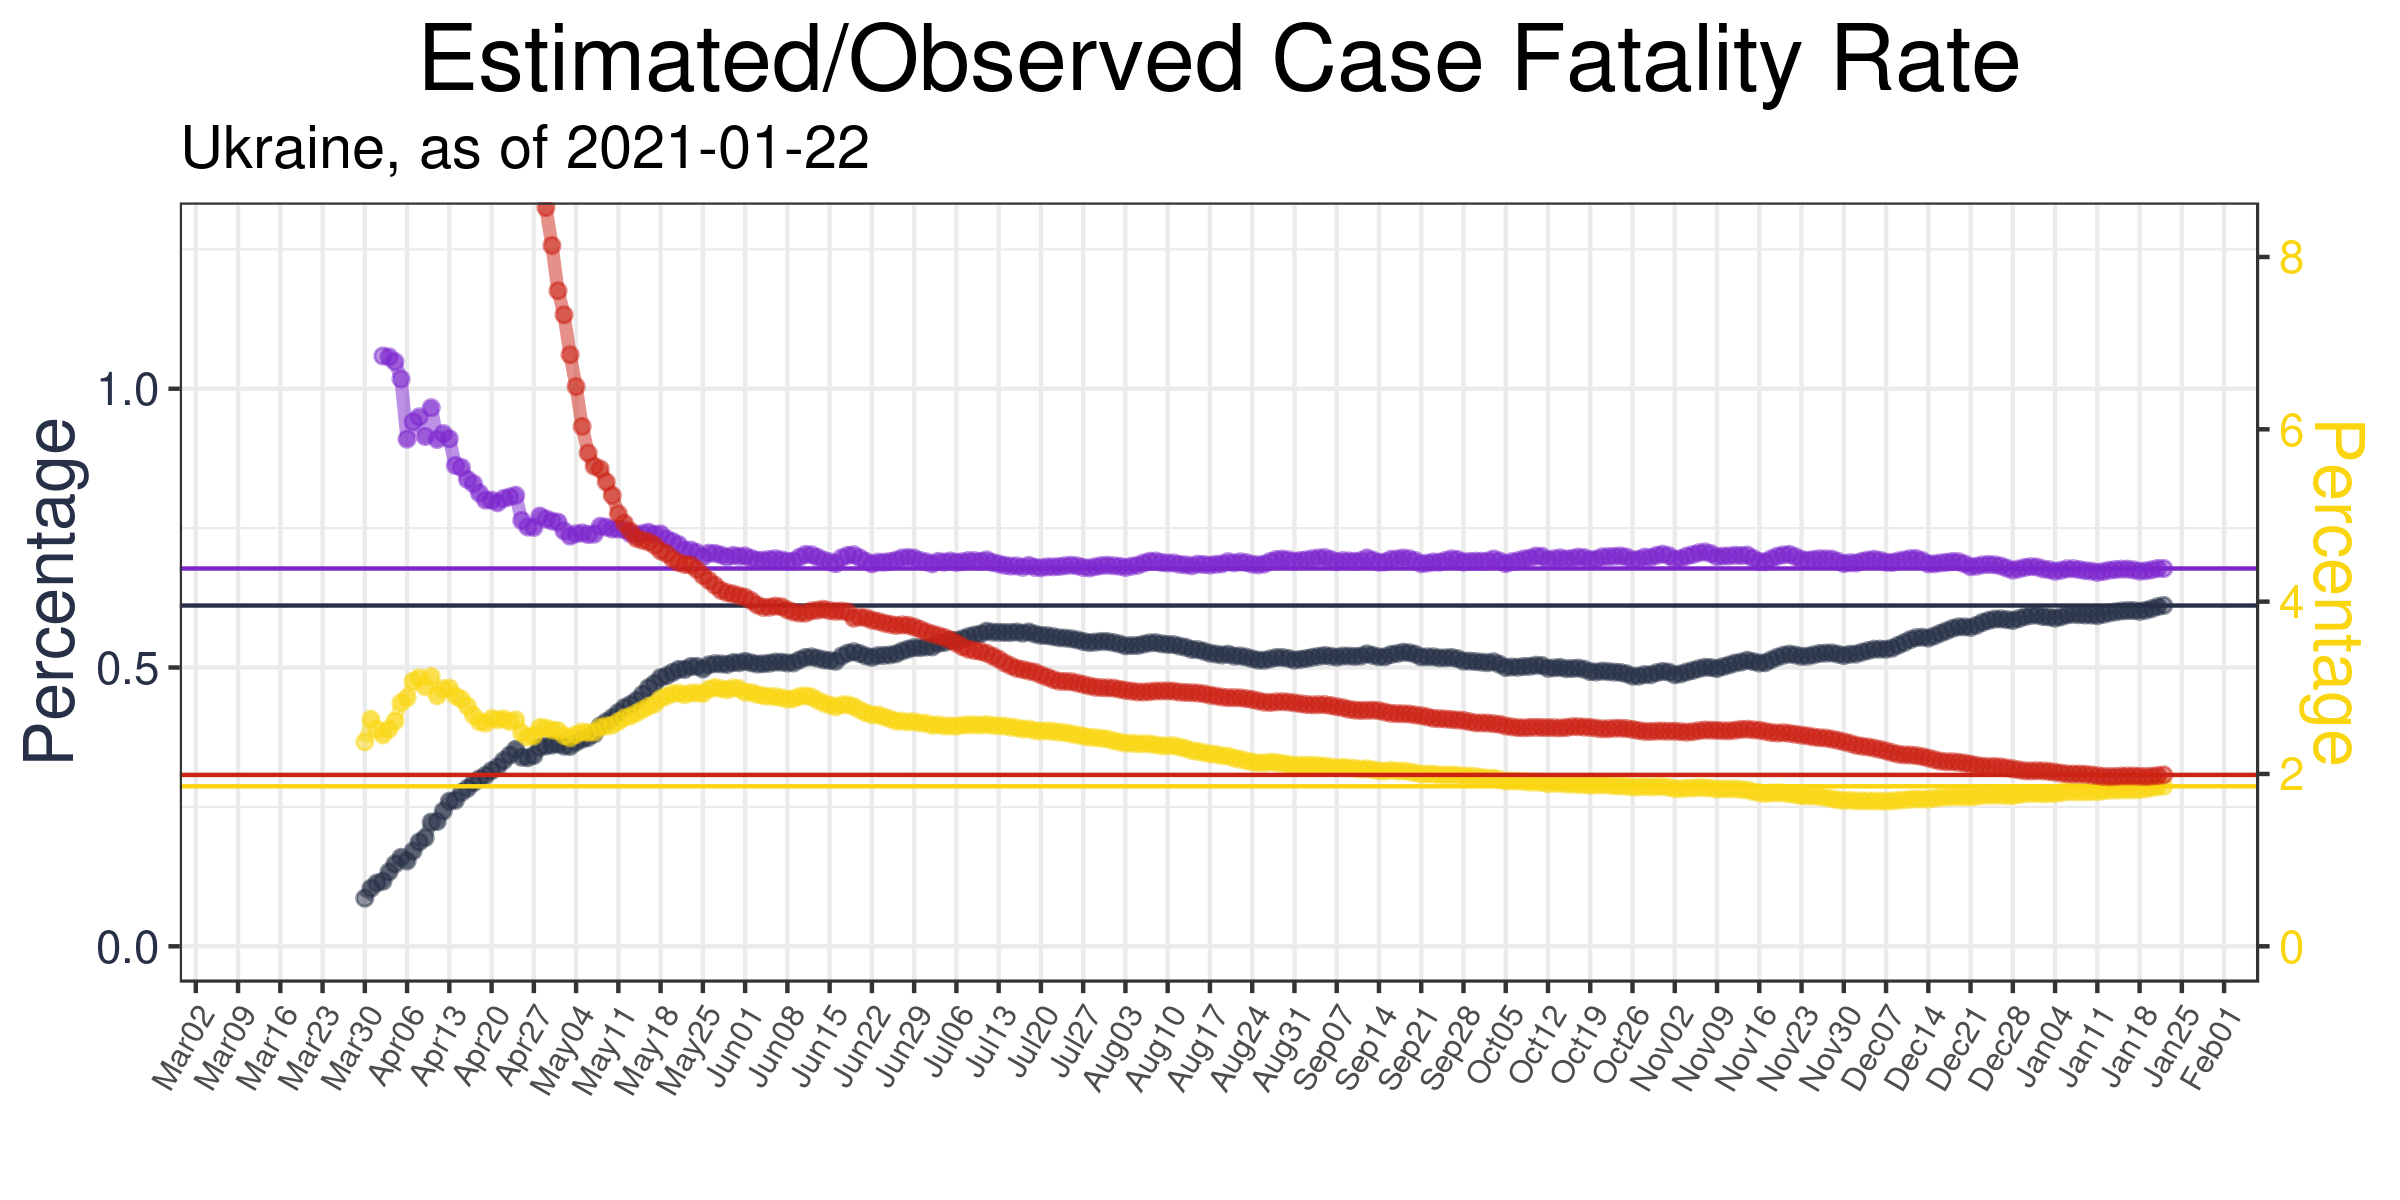 Estimated/Observed Case Fatality Rate
Ukraine, as of 2021-01-22
Percentage
1.0
0.5
0.0
8
6
4
2
0
Percentage
Mar02
Mar09
Mar16
Mar23
Mar30
Apr06
Apr13
Apr20
Apr27
May04
May11
May18
May25
Jun01
Jun08
Jun15
Jun22
Jun29
Jul06
Jul13
Jul20
Jul27
Aug03
Aug10
Aug17
Aug24
Aug31
Sep07
Sep14
Sep21
Sep28
Oct05
Oct12
Oct19
Oct26
Nov02
Nov09
Nov16
Nov23
Nov30
Dec07
Dec14
Dec21
Dec28
Jan04
Jan11
Jan18
Jan25
Feb01